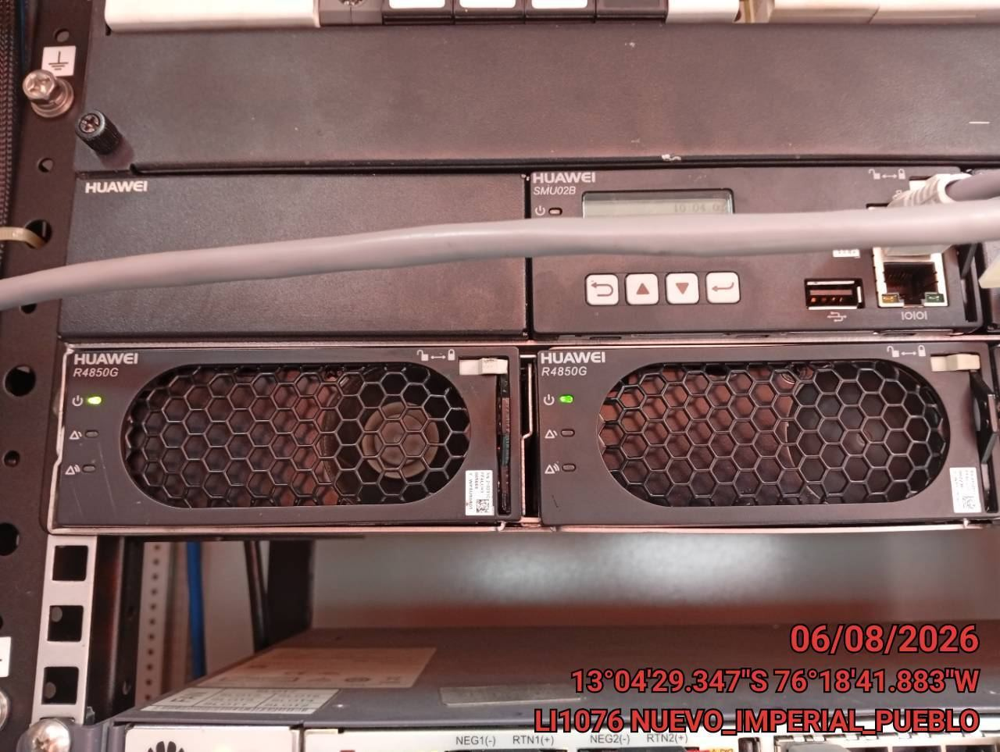 HUAWEI
HUAWEI
SMU02B
HUAWEI
R4850G
HUAWEI
R4850G
06/08/2026
13°04'29.347"S 76°18'41.883"W
LI1076 NUEVO_IMPERIAL_PUEBLO
NEG1(-) RTN1(+) NEG2(-) RTN2(+)